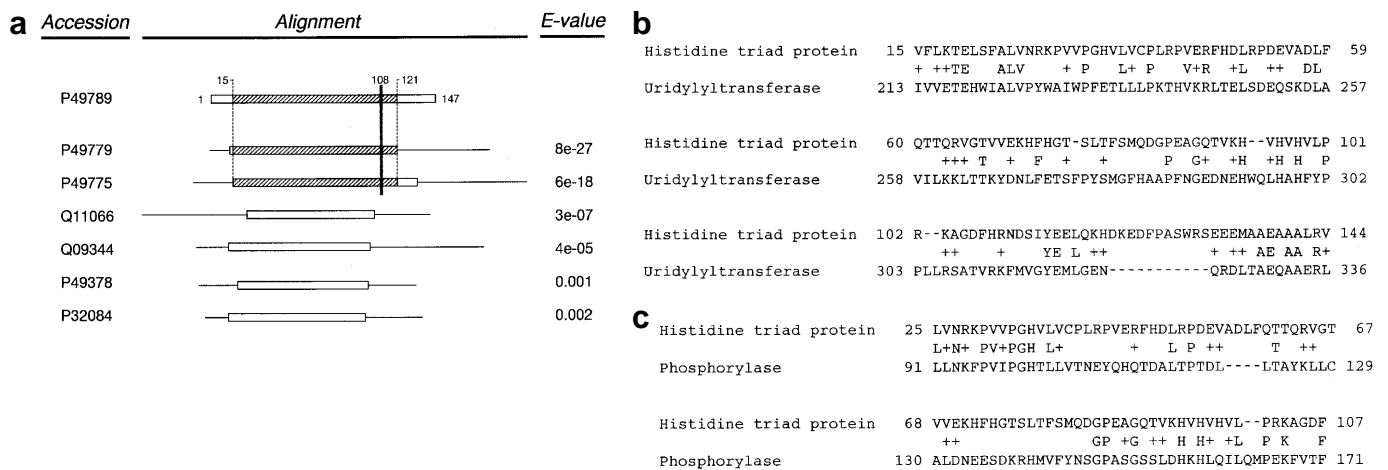 a
Accession Alignment E-value
15 108 121
P49789 1 147
P49779 8e-27
P49775 6e-18
Q11066 3e-07
Q09344 4e-05
P49378 0.001
P32084 0.002
b
Histidine triad protein 15 VFLKTELSFALVNRKPVVPGHVLVCPLRPVERFHDLRPDEVADLF 59
+ ++TE ALV + P L+ P V+R +L ++ DL
Uridylyltransferase 213 IVVETEHWIALVPYWAIWPFETLLLPKTHVKRLTELSDEQSKDLA 257
Histidine triad protein 60 QTTQRVGTVVEKHFHGT-SLTFSMQDGPEAGQTVKH--VHVHVLP 101
+++ T + F + + P G+ +H +H H P
Uridylyltransferase 258 VILKKLTTKYDNLFETSFPYSMGFHAAPFNGEDNEHWQLHAHFYP 302
Histidine triad protein 102 R--KAGDFHRNDSIYEELQKHDKEDFPASWRSEEEMAAEAAALRV 144
++ + YE L ++ + ++ AE AA R+
Uridylyltransferase 303 PLLRSATVRKFMVGYEMLGEN-----------QRDLTAEQAAERL 336
c
Histidine triad protein 25 LVNRKPVVPGHVLVCPLRPVERFHDLRPDEVADLFQTTQRVGT 67
L+N+ PV+PGH L+ + L P ++ T ++
Phosphorylase 91 LLNKFPVIPGHTLLVTNEYQHQTDALTPTDL----LTAYKLLC 129
Histidine triad protein 68 VVEKHFHGTSLTFSMQDGPEAGQTVKHVHVHVL--PRKAGDF 107
++ GP +G ++ H H+ +L P K F
Phosphorylase 130 ALDNEESDKRHMVFYNSGPASGSSLDHKHLQILQMPEKFVTF 171